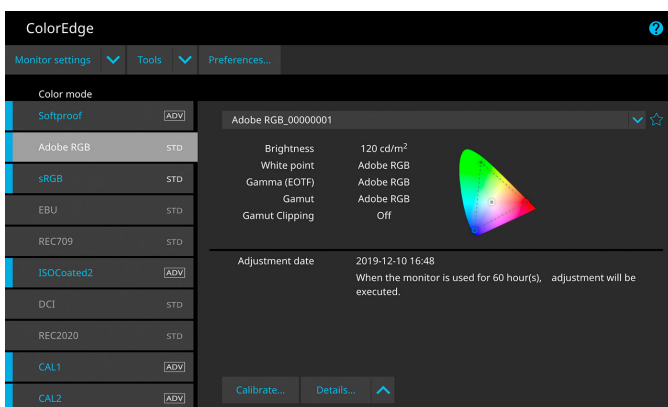 ColorEdge
?
Monitor settings Tools Preferences...
Color mode
Softproof ADV
Adobe RGB STD
sRGB STD
EBU STD
REC709 STD
ISOCoated2 ADV
DCI STD
REC2020 STD
CAL1 ADV
CAL2 ADV
Adobe RGB_00000001
Brightness 120 cd/m²
White point Adobe RGB
Gamma (EOTF) Adobe RGB
Gamut Adobe RGB
Gamut Clipping Off
Adjustment date 2019-12-10 16:48
When the monitor is used for 60 hour(s), adjustment will be
executed.
Calibrate... Details...